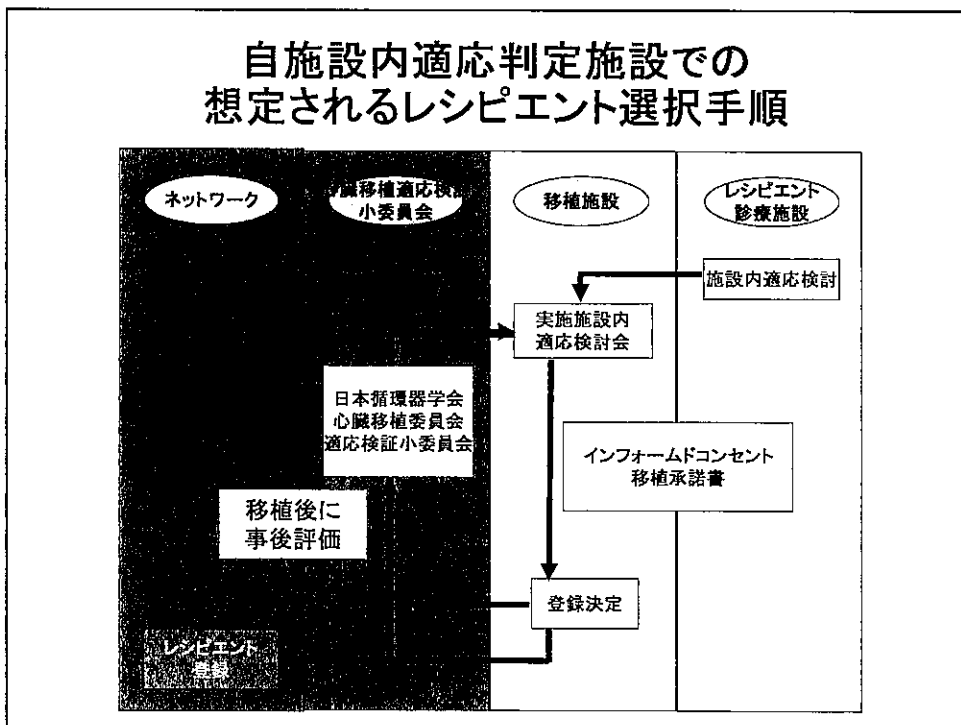 自施設内適応判定施設での
想定されるレシピエント選択手順
ネットワーク
臓移植適応検
小委員会
移植施設
レシピエント
診療施設
施設内適応検討
実施施設内
適応検討会
日本循環器学会
心臓移植委員会
適応検証小委員会
インフォームドコンセント
移植承諾書
移植後に
事後評価
登録決定
レシピエント
登録